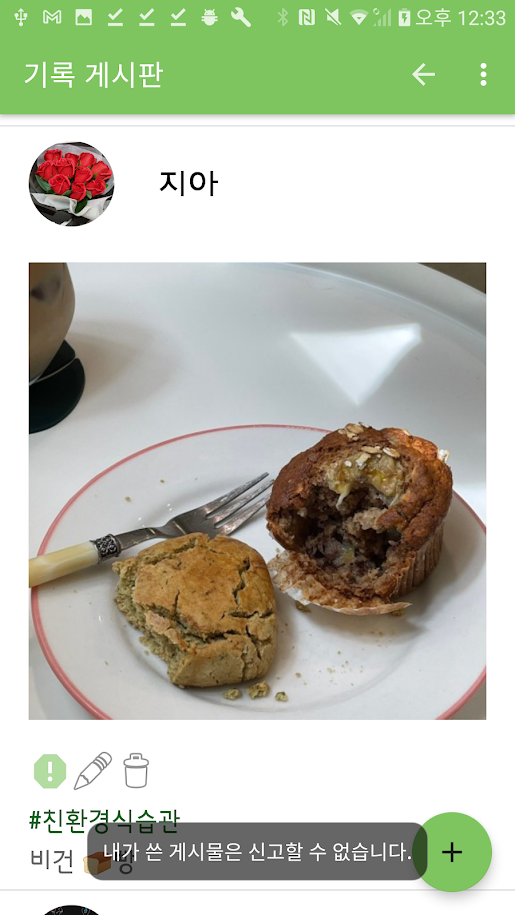 오후 12:33
기록 게시판
지아
#친환경식습관
비건 🍞빵
내가 쓴 게시물은 신고할 수 없습니다.